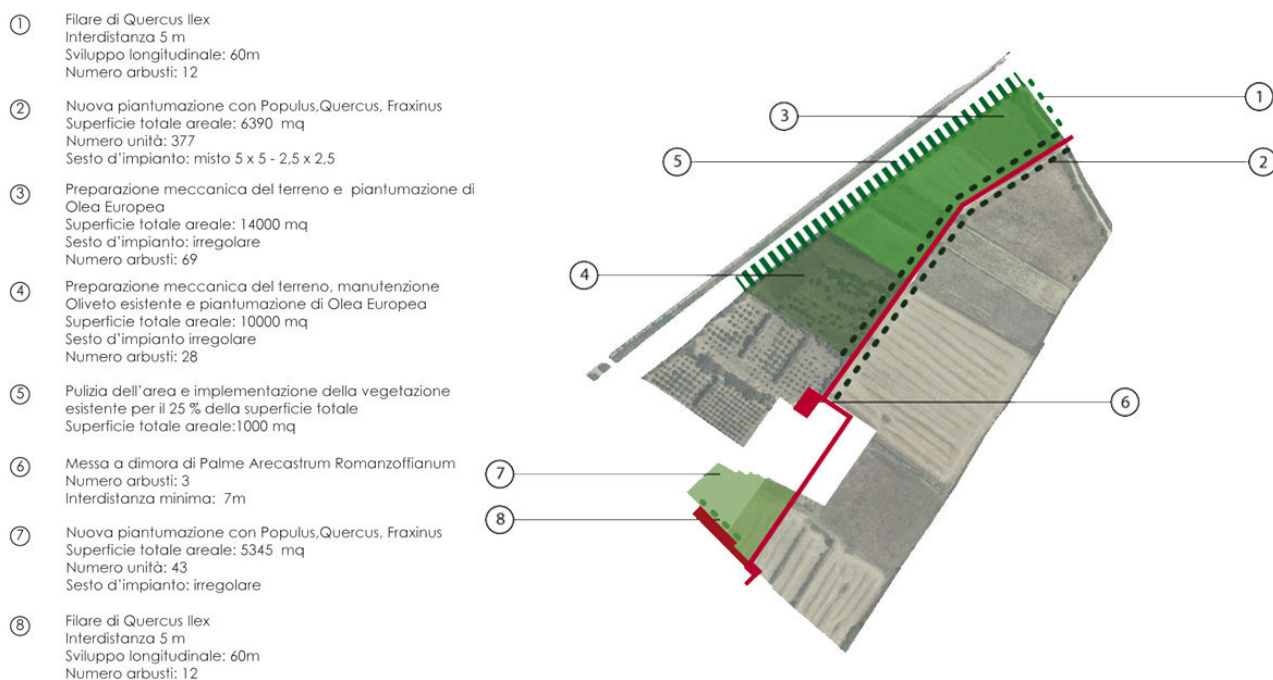 1
Filare di Quercus Ilex
Interdistanza 5 m
Sviluppo longitudinale: 60m
Numero arbusti: 12
2
Nuova piantumazione con Populus,Quercus, Fraxinus
Superficie totale areale: 6390 mq
Numero unità: 377
Sesto d'impianto: misto 5 x 5 - 2,5 x 2,5
3
Preparazione meccanica del terreno e piantumazione di
Olea Europea
Superficie totale areale: 14000 mq
Sesto d'impianto: irregolare
Numero arbusti: 69
4
Preparazione meccanica del terreno, manutenzione
Oliveto esistente e piantumazione di Olea Europea
Superficie totale areale: 10000 mq
Sesto d'impianto irregolare
Numero arbusti: 28
5
Pulizia dell'area e implementazione della vegetazione
esistente per il 25 % della superficie totale
Superficie totale areale:1000 mq
6
Messa a dimora di Palme Arecastrum Romanzoffianum
Numero arbusti: 3
Interdistanza minima: 7m
7
Nuova piantumazione con Populus,Quercus, Fraxinus
Superficie totale areale: 5345 mq
Numero unità: 43
Sesto d'impianto: irregolare
8
Filare di Quercus Ilex
Interdistanza 5 m
Sviluppo longitudinale: 60m
Numero arbusti: 12
1
3
2
5
4
6
7
8